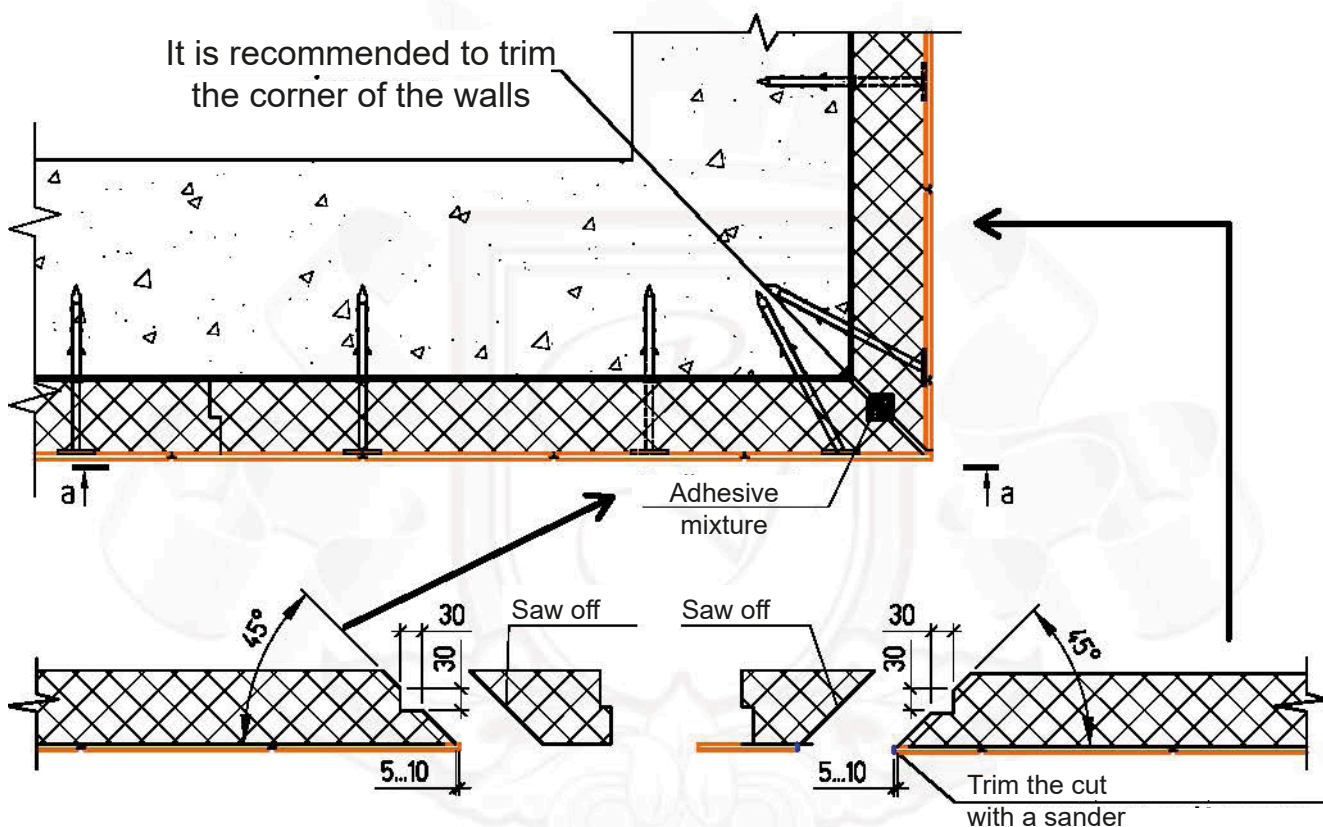 It is recommended to trim
the corner of the walls
a
a
Adhesive
mixture
45°
30
30
Saw off
Saw off
30
30
45°
5...10
5...10
Trim the cut
with a sander